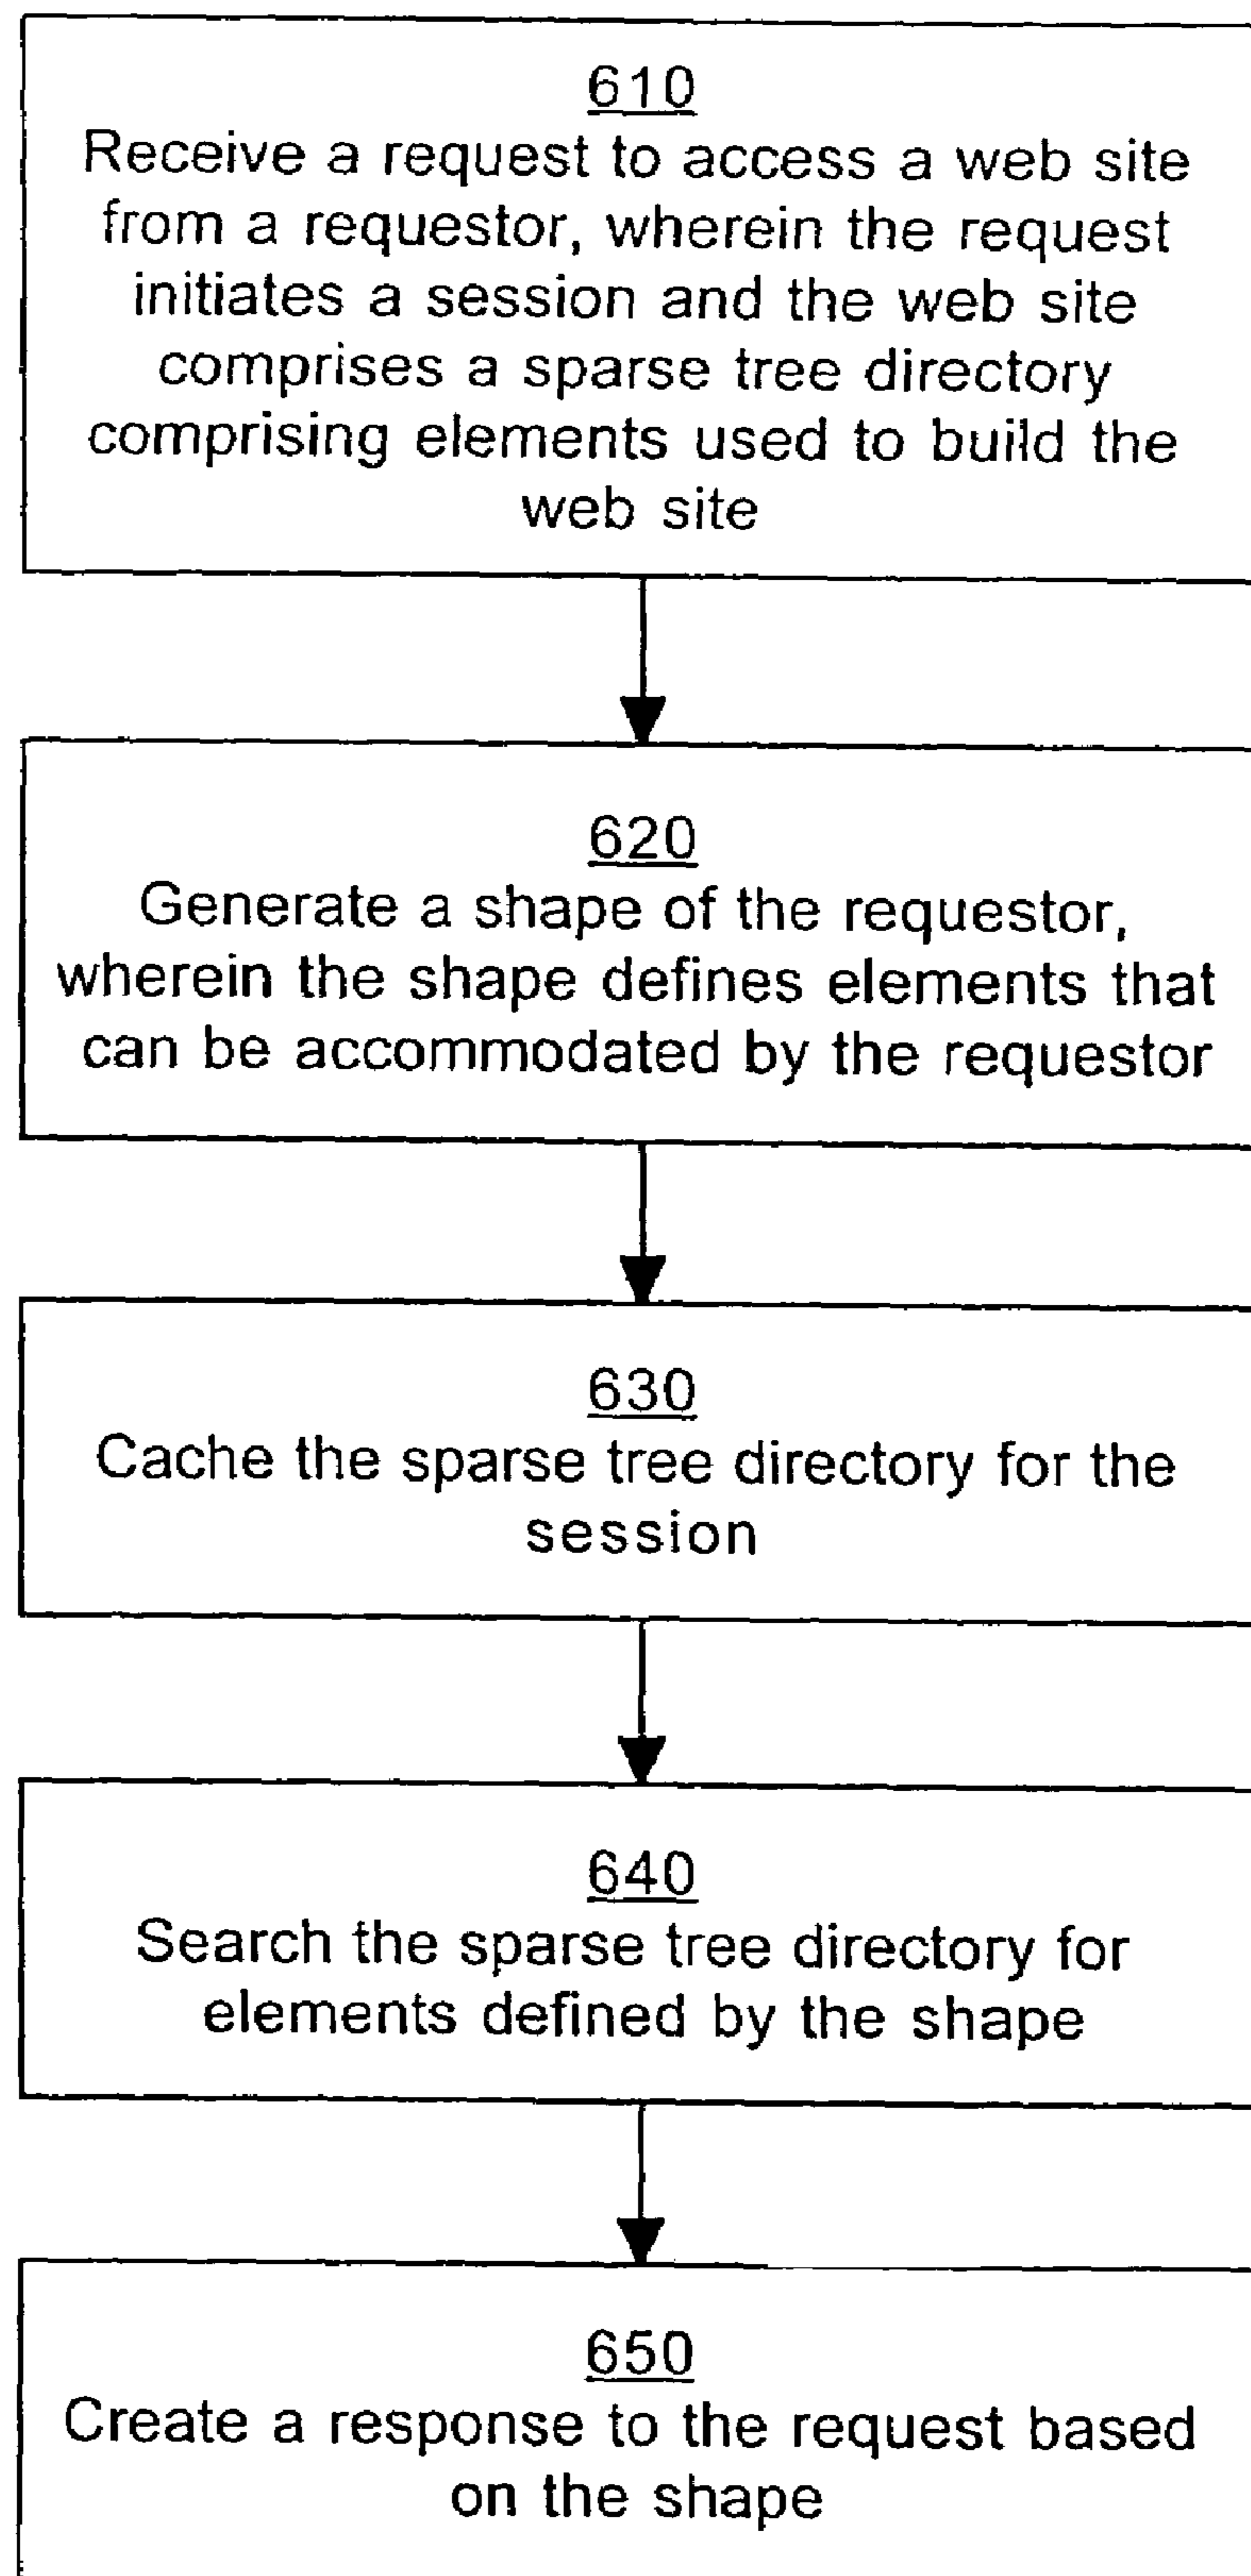 610
Receive a request to access a web site
from a requestor, wherein the request
initiates a session and the web site
comprises a sparse tree directory
comprising elements used to build the
web site
620
Generate a shape of the requestor,
wherein the shape defines elements that
can be accommodated by the requestor
630
Cache the sparse tree directory for the
session
640
Search the sparse tree directory for
elements defined by the shape
650
Create a response to the request based
on the shape